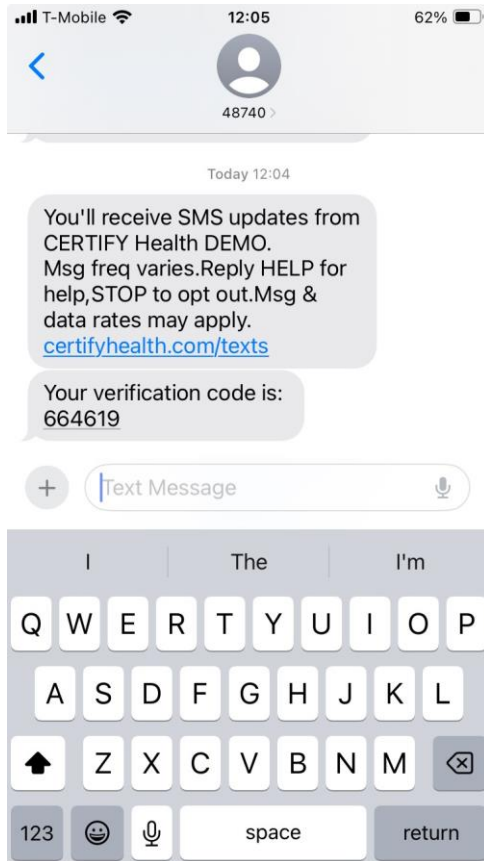 T-Mobile 12:05 62%
48740 >
Today 12:04
You'll receive SMS updates from
CERTIFY Health DEMO.
Msg freq varies.Reply HELP for
help,STOP to opt out.Msg &
data rates may apply.
certifyhealth.com/texts
Your verification code is:
664619
Text Message
I The I'm
Q W E R T Y U I O P
A S D F G H J K L
Z X C V B N M
123 space return